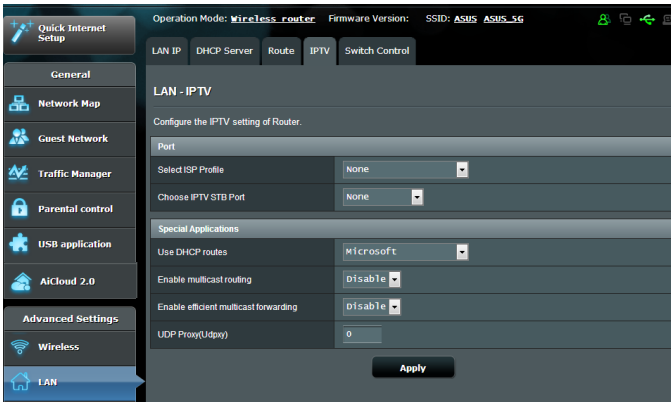 Quick Internet
Setup
Operation Mode: Wireless router Firmware Version: SSID: ASUS ASUS_5G
LAN IP DHCP Server Route IPTV Switch Control
General
Network Map
Guest Network
Traffic Manager
Parental control
USB application
AiCloud 2.0
Advanced Settings
Wireless
LAN
LAN - IPTV
Configure the IPTV setting of Router.
Port
Select ISP Profile None
Choose IPTV STB Port None
Special Applications
Use DHCP routes Microsoft
Enable multicast routing Disable
Enable efficient multicast forwarding Disable
UDP Proxy(Udpxy) 0
Apply